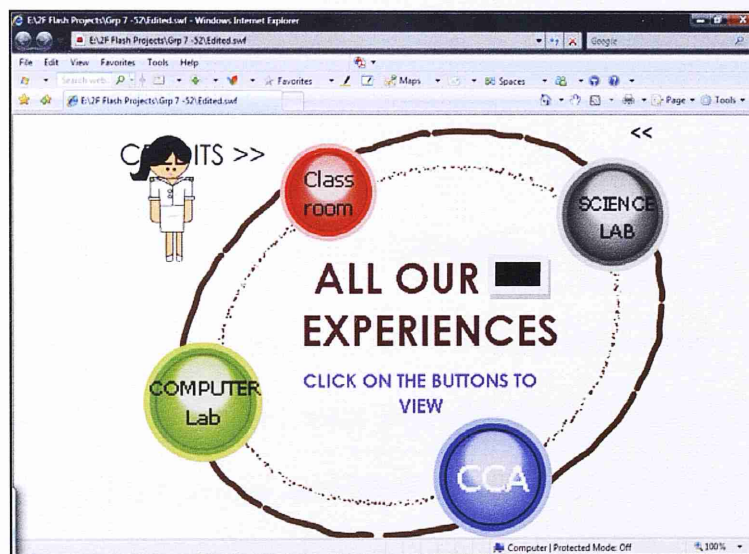 E:\2F Flash Projects\Grp 7 -52\Edited.swf - Windows Internet Explorer
E:\2F Flash Projects\Grp 7 -52\Edited.swf
Google
File Edit View Favorites Tools Help
Search web...
Favorites
Maps
Spaces
E:\2F Flash Projects\Grp 7 -52\Edited.swf
Page
Tools
<<
>>
Class
room
SCIENCE
LAB
ALL OUR
EXPERIENCES
COMPUTER
Lab
CLICK ON THE BUTTONS TO
VIEW
CCA
Computer | Protected Mode: Off
100%